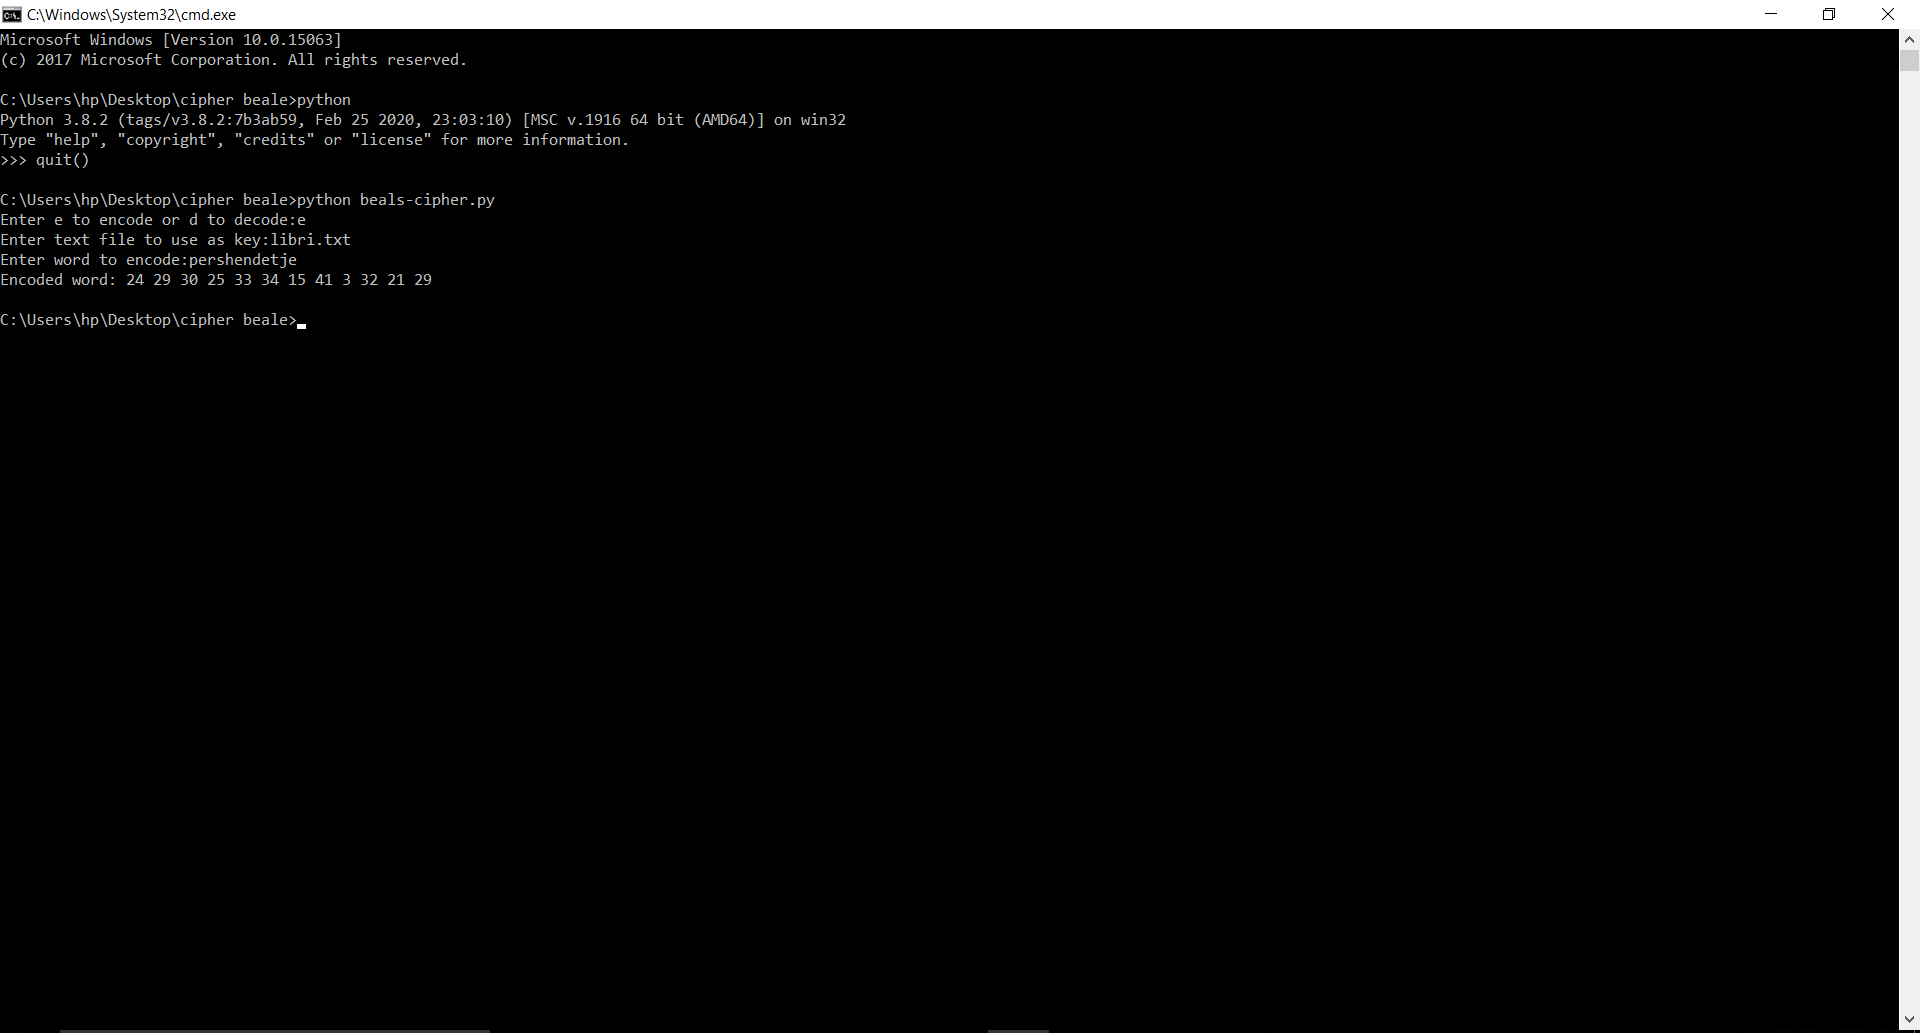 C:\Windows\System32\cmd.exe
Microsoft Windows [Version 10.0.15063]
(c) 2017 Microsoft Corporation. All rights reserved.
C:\Users\hp\Desktop\cipher beale>python
Python 3.8.2 (tags/v3.8.2:7b3ab59, Feb 25 2020, 23:03:10) [MSC v.1916 64 bit (AMD64)] on win32
Type "help", "copyright", "credits" or "license" for more information.
>>> quit()
C:\Users\hp\Desktop\cipher beale>python beals-cipher.py
Enter e to encode or d to decode:e
Enter text file to use as key:libri.txt
Enter word to encode:pershendetje
Encoded word: 24 29 30 25 33 34 15 41 3 32 21 29
C:\Users\hp\Desktop\cipher beale>